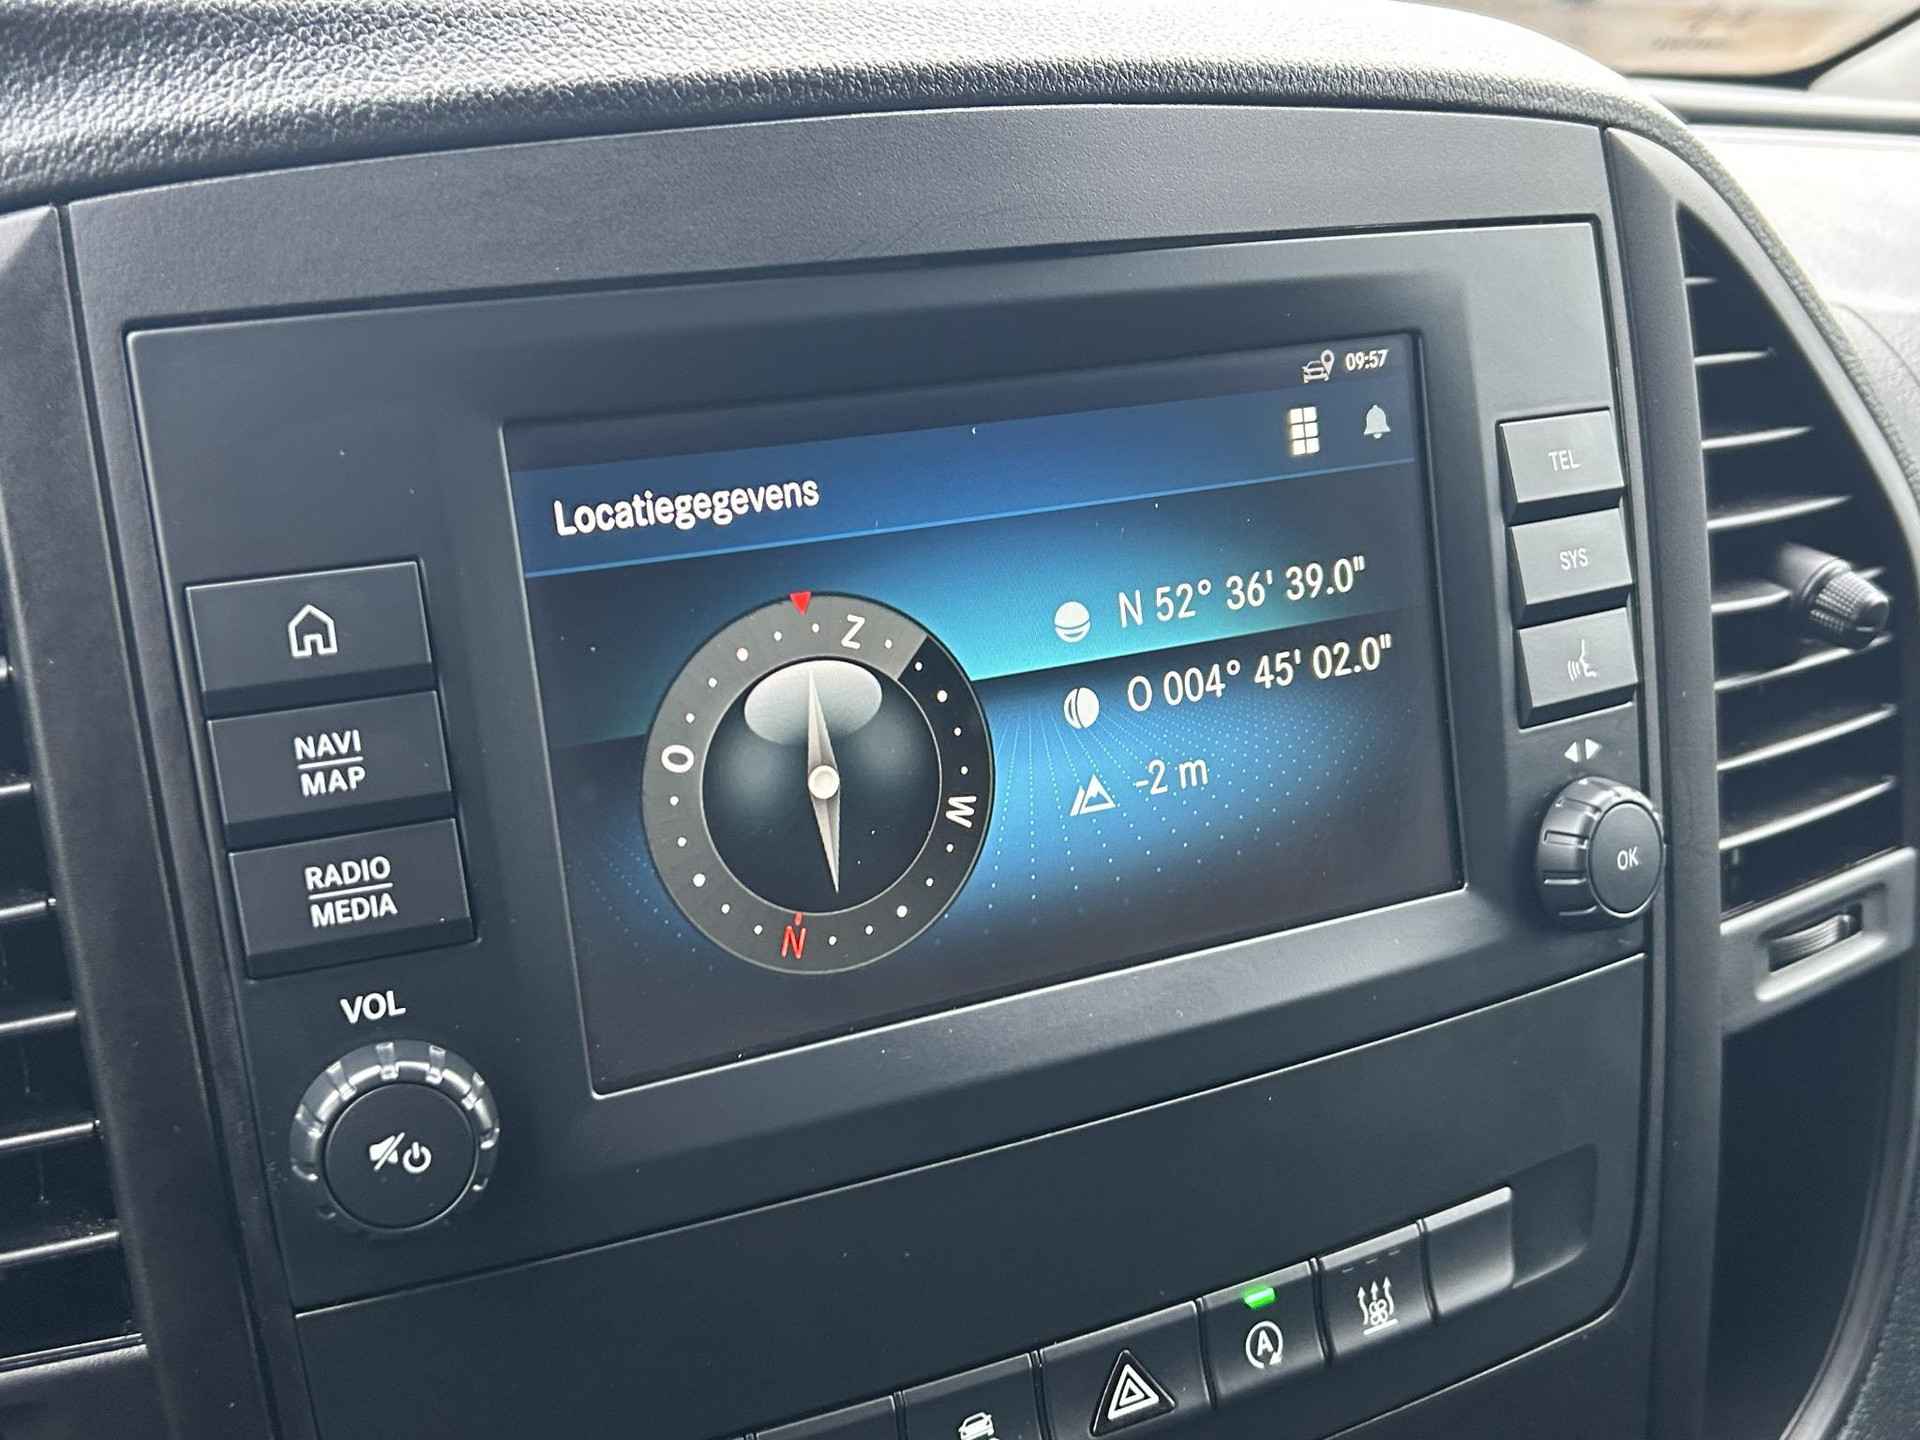 09:57
Locatiegegevens
Z
O
W
N
N 52° 36' 39.0"
O 004° 45' 02.0"
-2 m
NAVI
MAP
RADIO
MEDIA
VOL
TEL
SYS
OK
A